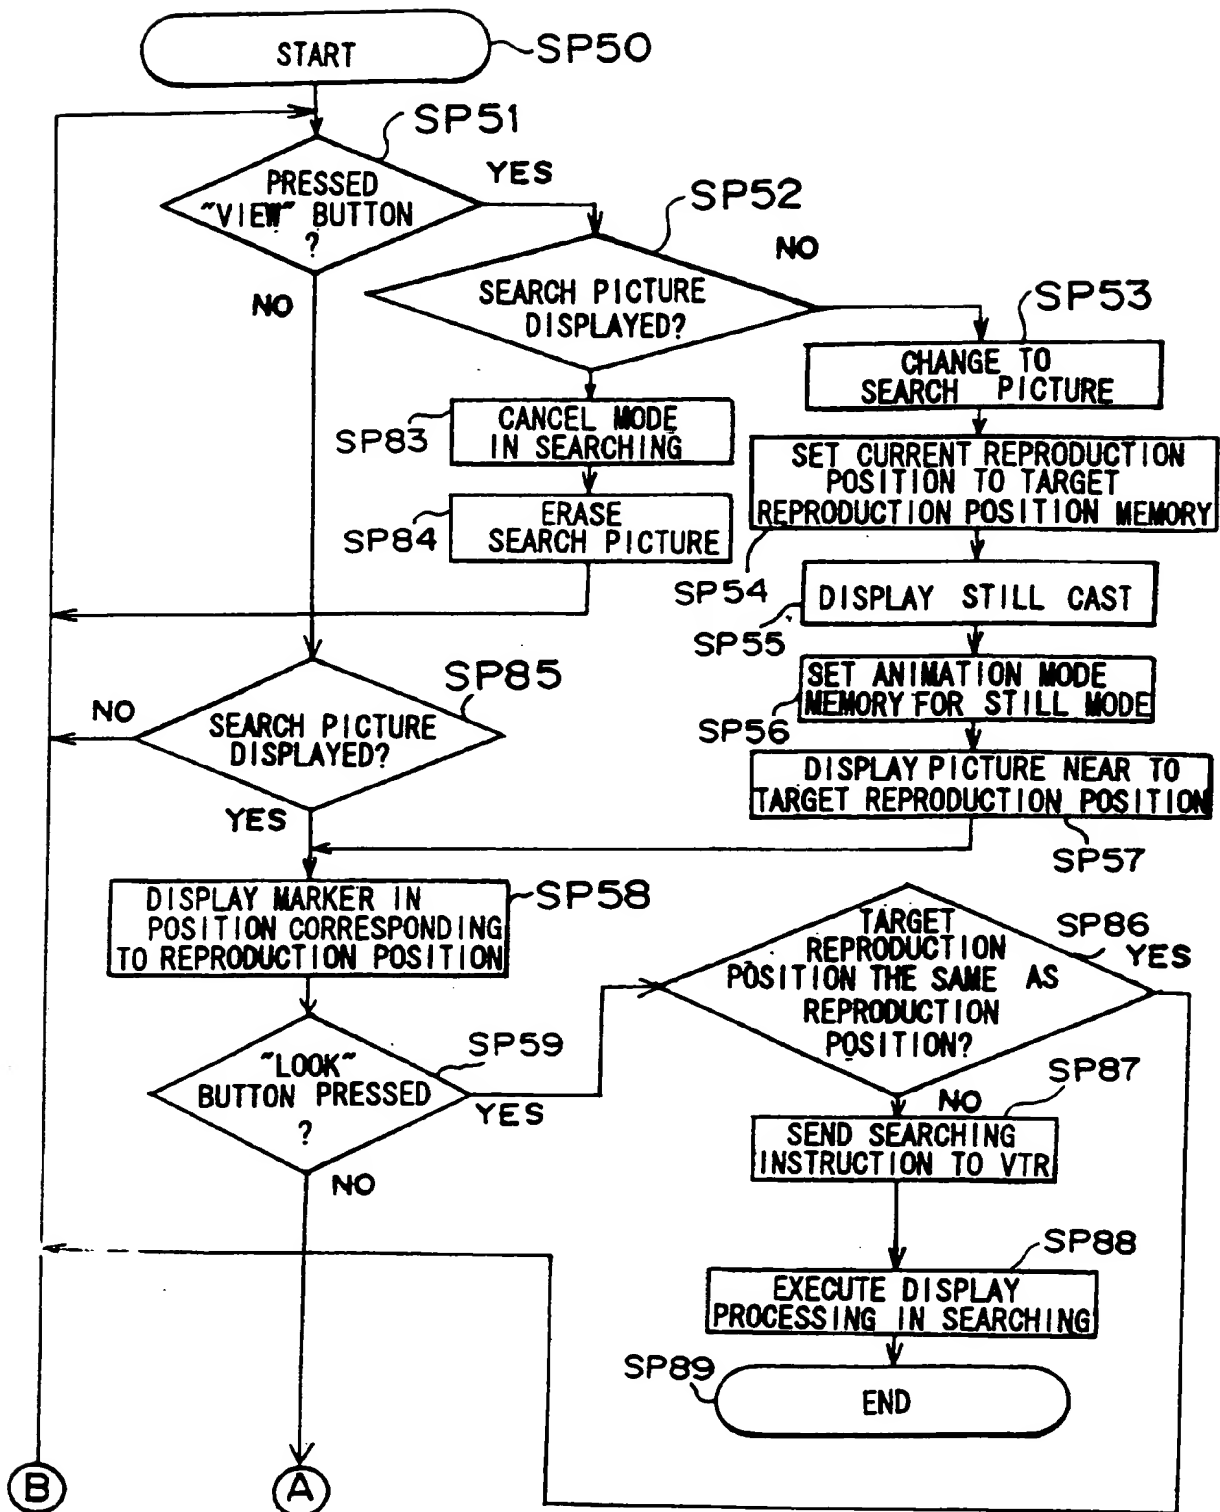 START
SP50
SP51
PRESSED
"VIEW" BUTTON
?
YES
NO
SP52
SEARCH PICTURE
DISPLAYED?
NO
SP53
CHANGE TO
SEARCH PICTURE
SP83
CANCEL MODE
IN SEARCHING
SET CURRENT REPRODUCTION
POSITION TO TARGET
REPRODUCTION POSITION MEMORY
SP84
ERASE
SEARCH PICTURE
SP54
DISPLAY STILL CAST
SP55
SET ANIMATION MODE
MEMORY FOR STILL MODE
SP56
DISPLAY PICTURE NEAR TO
TARGET REPRODUCTION POSITION
SP57
SP85
NO
SEARCH PICTURE
DISPLAYED?
YES
SP58
DISPLAY MARKER IN
POSITION CORRESPONDING
TO REPRODUCTION POSITION
SP59
"LOOK"
BUTTON PRESSED
?
YES
NO
SP86
TARGET
REPRODUCTION
POSITION THE SAME AS
REPRODUCTION
POSITION?
YES
NO
SP87
SEND SEARCHING
INSTRUCTION TO VTR
SP88
EXECUTE DISPLAY
PROCESSING IN SEARCHING
SP89
END
B
A